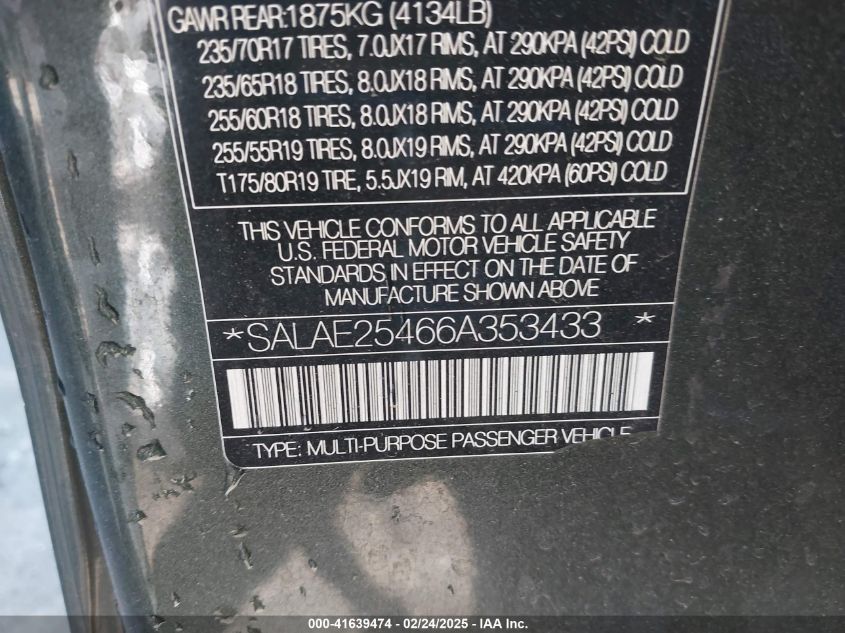 GAWR REAR:1875KG (4134LB)
235/70R17 TIRES, 7.0JX17 RIMS, AT 290KPA (42PSI) COLD
235/65R18 TIRES, 8.0JX18 RIMS, AT 290KPA (42PSI) COLD
255/60R18 TIRES, 8.0JX18 RIMS, AT 290KPA (42PSI) COLD
255/55R19 TIRES, 8.0JX19 RIMS, AT 290KPA (42PSI) COLD
T175/80R19 TIRE, 5.5JX19 RIM, AT 420KPA (60PSI) COLD
THIS VEHICLE CONFORMS TO ALL APPLICABLE
U.S. FEDERAL MOTOR VEHICLE SAFETY
STANDARDS IN EFFECT ON THE DATE OF
MANUFACTURE SHOWN ABOVE
*SALAE25466A353433 *
TYPE: MULTI-PURPOSE PASSENGER VEHICLE
000-41639474 - 02/24/2025 - IAA Inc.